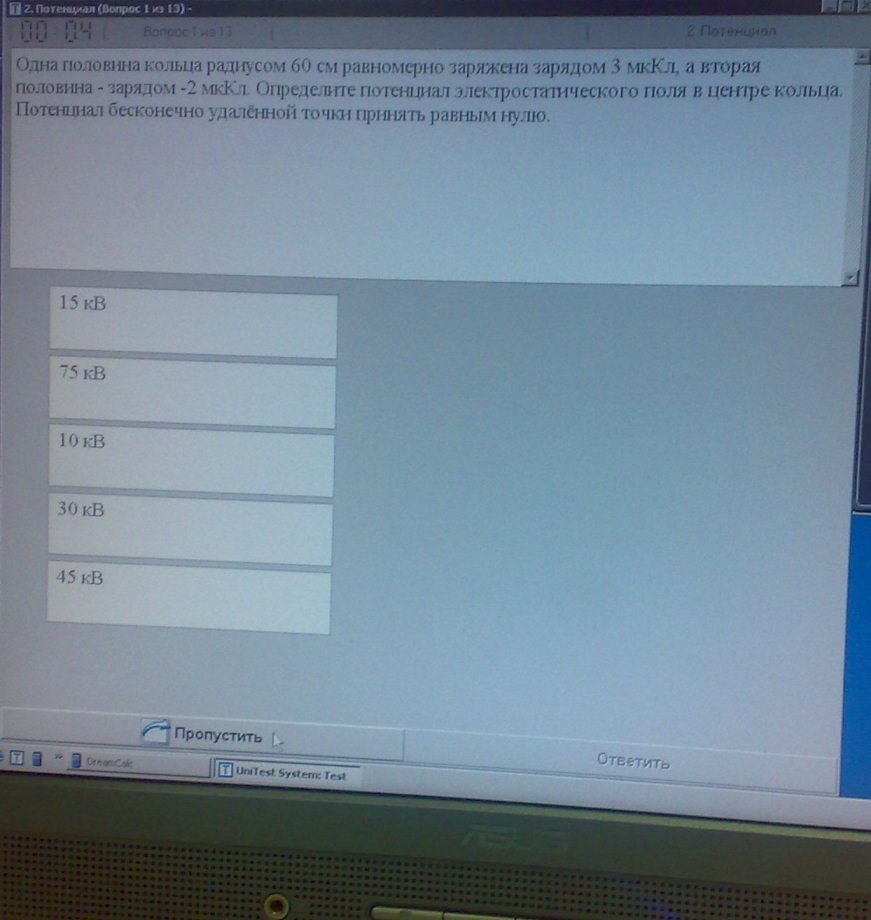 2. Потенциал (Вопрос 1 из 13) -
00:04
Вопрос 1 из 13
2. Потенциал
Одна половина кольца радиусом 60 см равномерно заряжена зарядом 3 мкКл, а вторая
половина - зарядом -2 мкКл. Определите потенциал электростатического поля в центре кольца.
Потенциал бесконечно удалённой точки принять равным нулю.
15 кВ
75 кВ
10 кВ
30 кВ
45 кВ
Пропустить
Ответить
DreamCalc
UniTest System: Test
ASUS